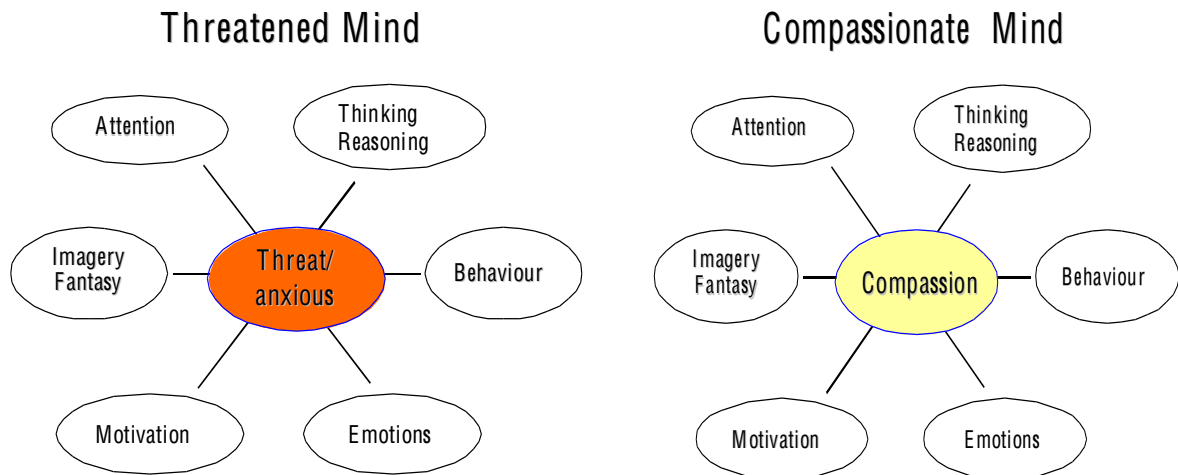 Threatened Mind
Attention
Thinking
Reasoning
Imagery
Fantasy
Threat/
anxious
Behaviour
Motivation
Emotions
Compassionate Mind
Attention
Thinking
Reasoning
Imagery
Fantasy
Compassion
Behaviour
Motivation
Emotions